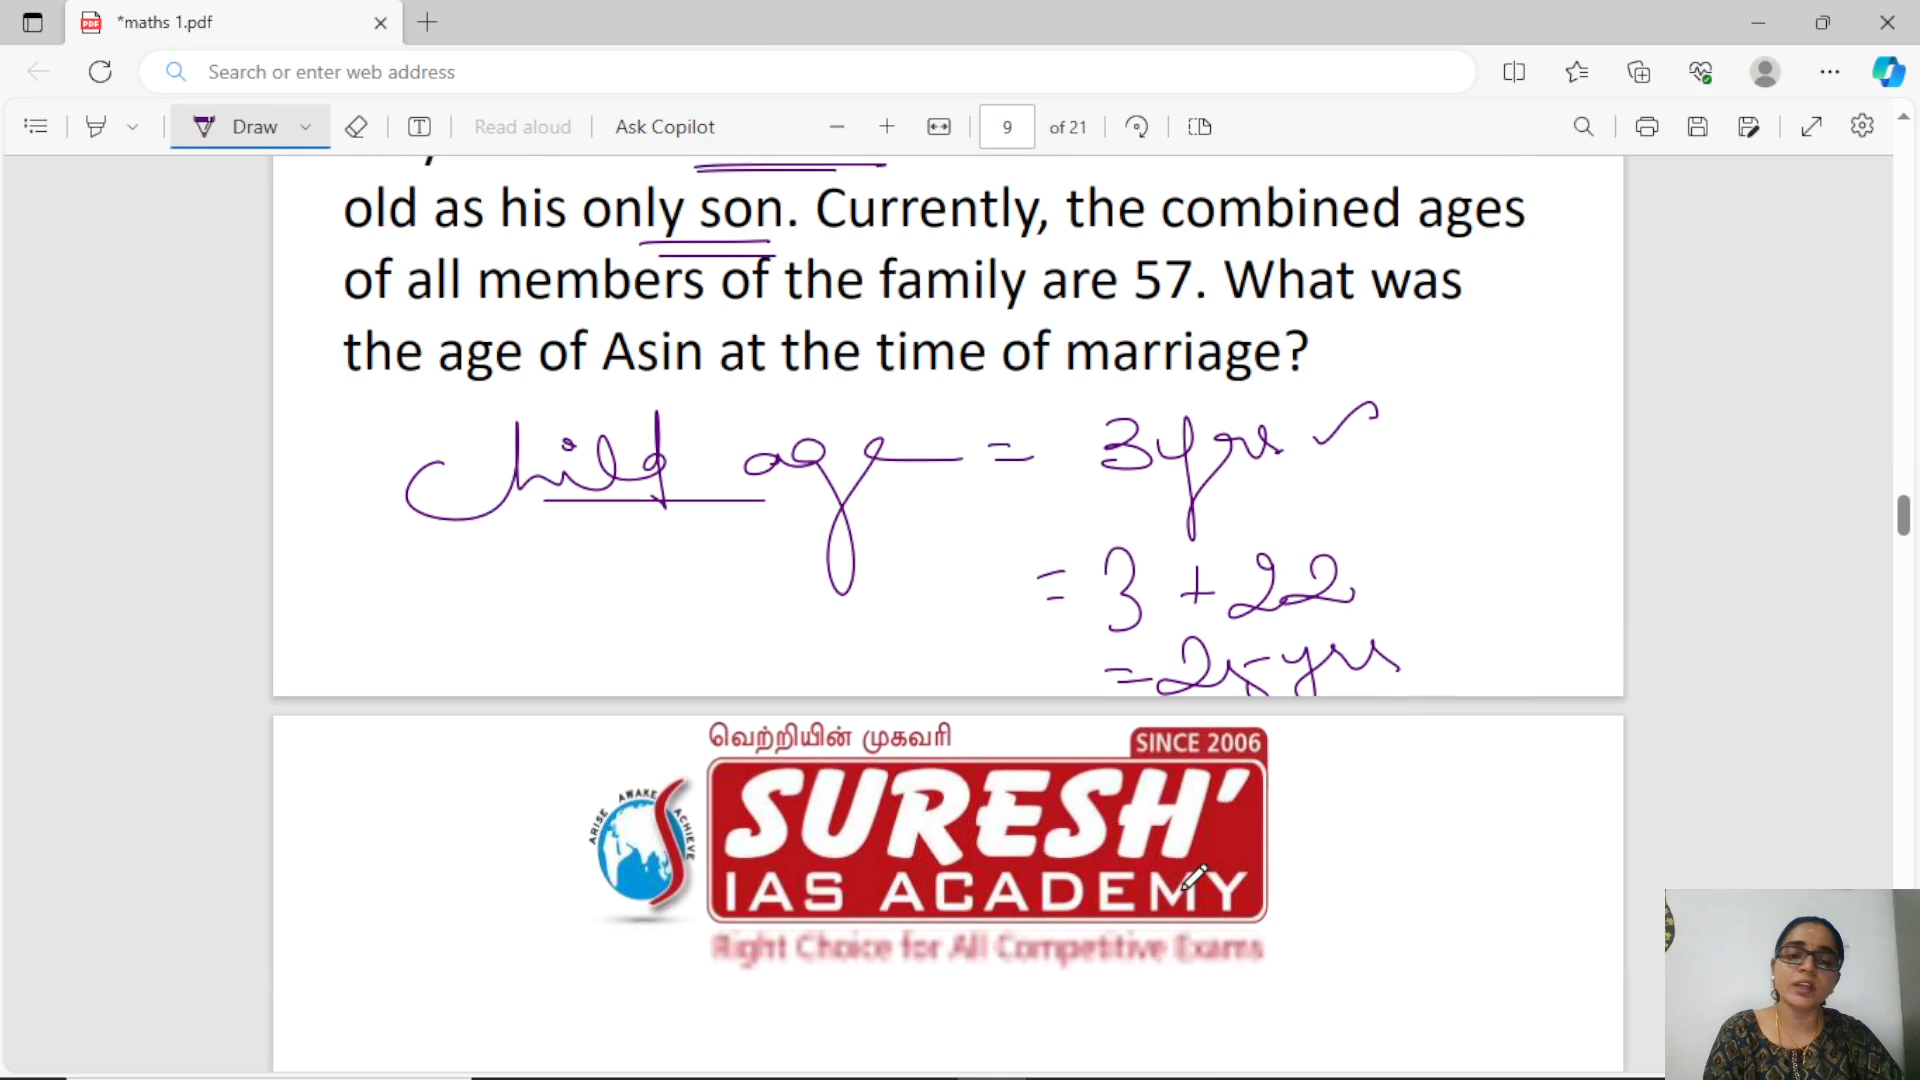 *maths 1.pdf
Search or enter web address
Draw
Read aloud
Ask Copilot
9
of 21
old as his only son. Currently, the combined ages
of all members of the family are 57. What was
the age of Asin at the time of marriage?
Child age = 3yrs ✓
= 3 + 22
= 25 yrs
வெற்றியின் முகவரி
SINCE 2006
ARISE AWAKE ACHIEVE
SURESH'
IAS ACADEMY
Right Choice for All Competitive Exams